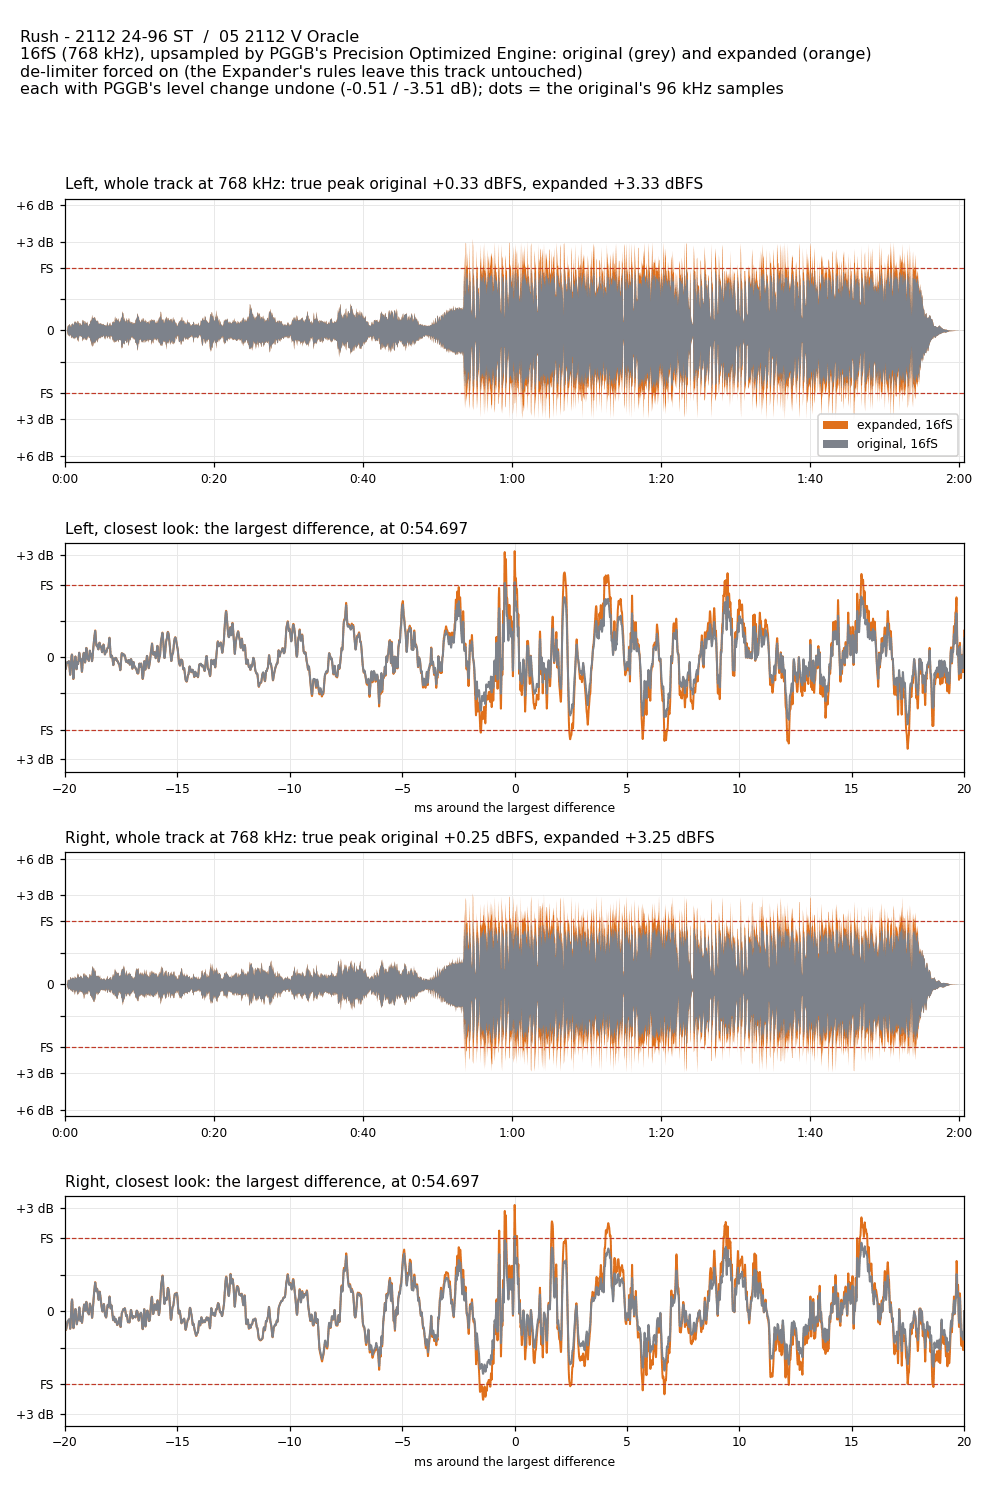 Rush - 2112 24-96 ST  /  05 2112 V Oracle
16fS (768 kHz), upsampled by PGGB's Precision Optimized Engine: original (grey) and expanded (orange)
de-limiter forced on (the Expander's rules leave this track untouched)
each with PGGB's level change undone (-0.51 / -3.51 dB); dots = the original's 96 kHz samples
Left, whole track at 768 kHz: true peak original +0.33 dBFS, expanded +3.33 dBFS
+6 dB
+3 dB
FS
0
FS
+3 dB
+6 dB
expanded, 16fS
original, 16fS
0:00 0:20 0:40 1:00 1:20 1:40 2:00
Left, closest look: the largest difference, at 0:54.697
+3 dB
FS
0
FS
+3 dB
−20 −15 −10 −5 0 5 10 15 20
ms around the largest difference
Right, whole track at 768 kHz: true peak original +0.25 dBFS, expanded +3.25 dBFS
+6 dB
+3 dB
FS
0
FS
+3 dB
+6 dB
0:00 0:20 0:40 1:00 1:20 1:40 2:00
Right, closest look: the largest difference, at 0:54.697
+3 dB
FS
0
FS
+3 dB
−20 −15 −10 −5 0 5 10 15 20
ms around the largest difference